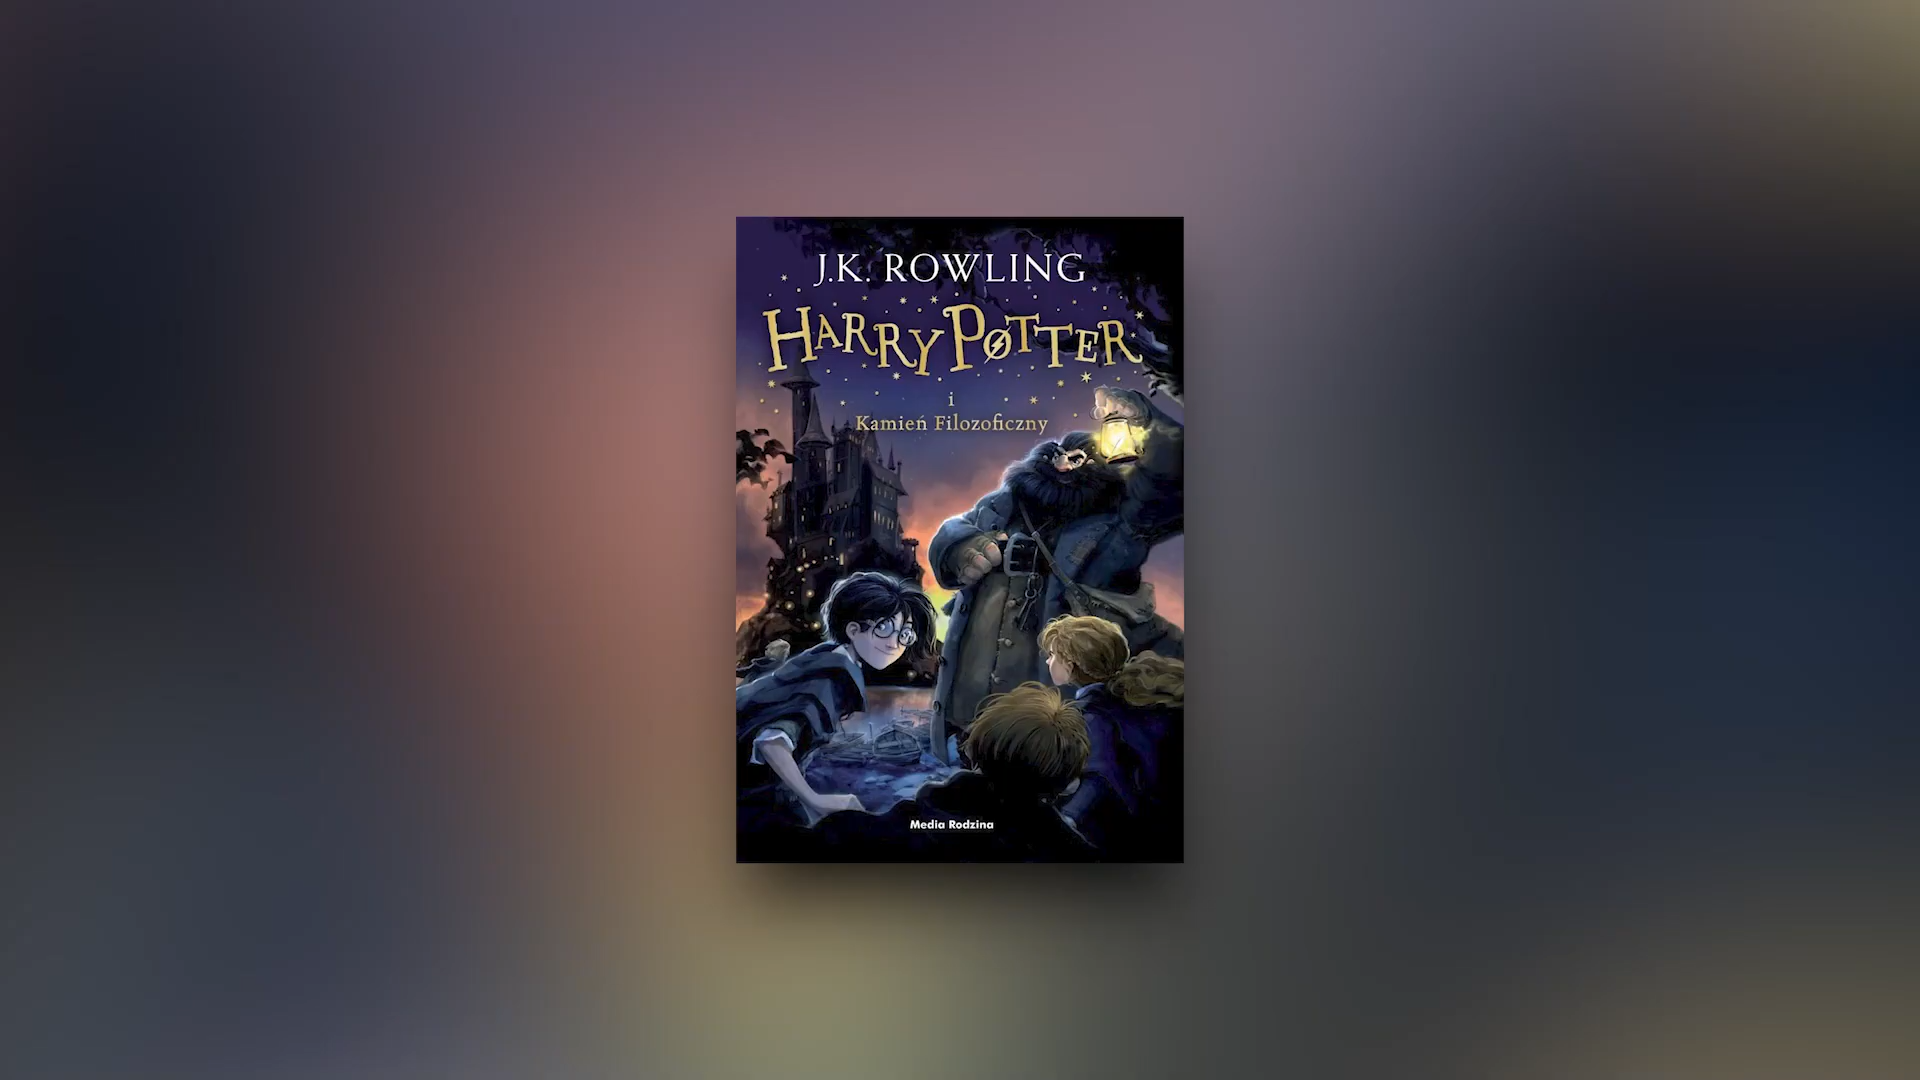 J.K. ROWLING
HARRY POTTER
i
Kamień Filozoficzny
Media Rodzina